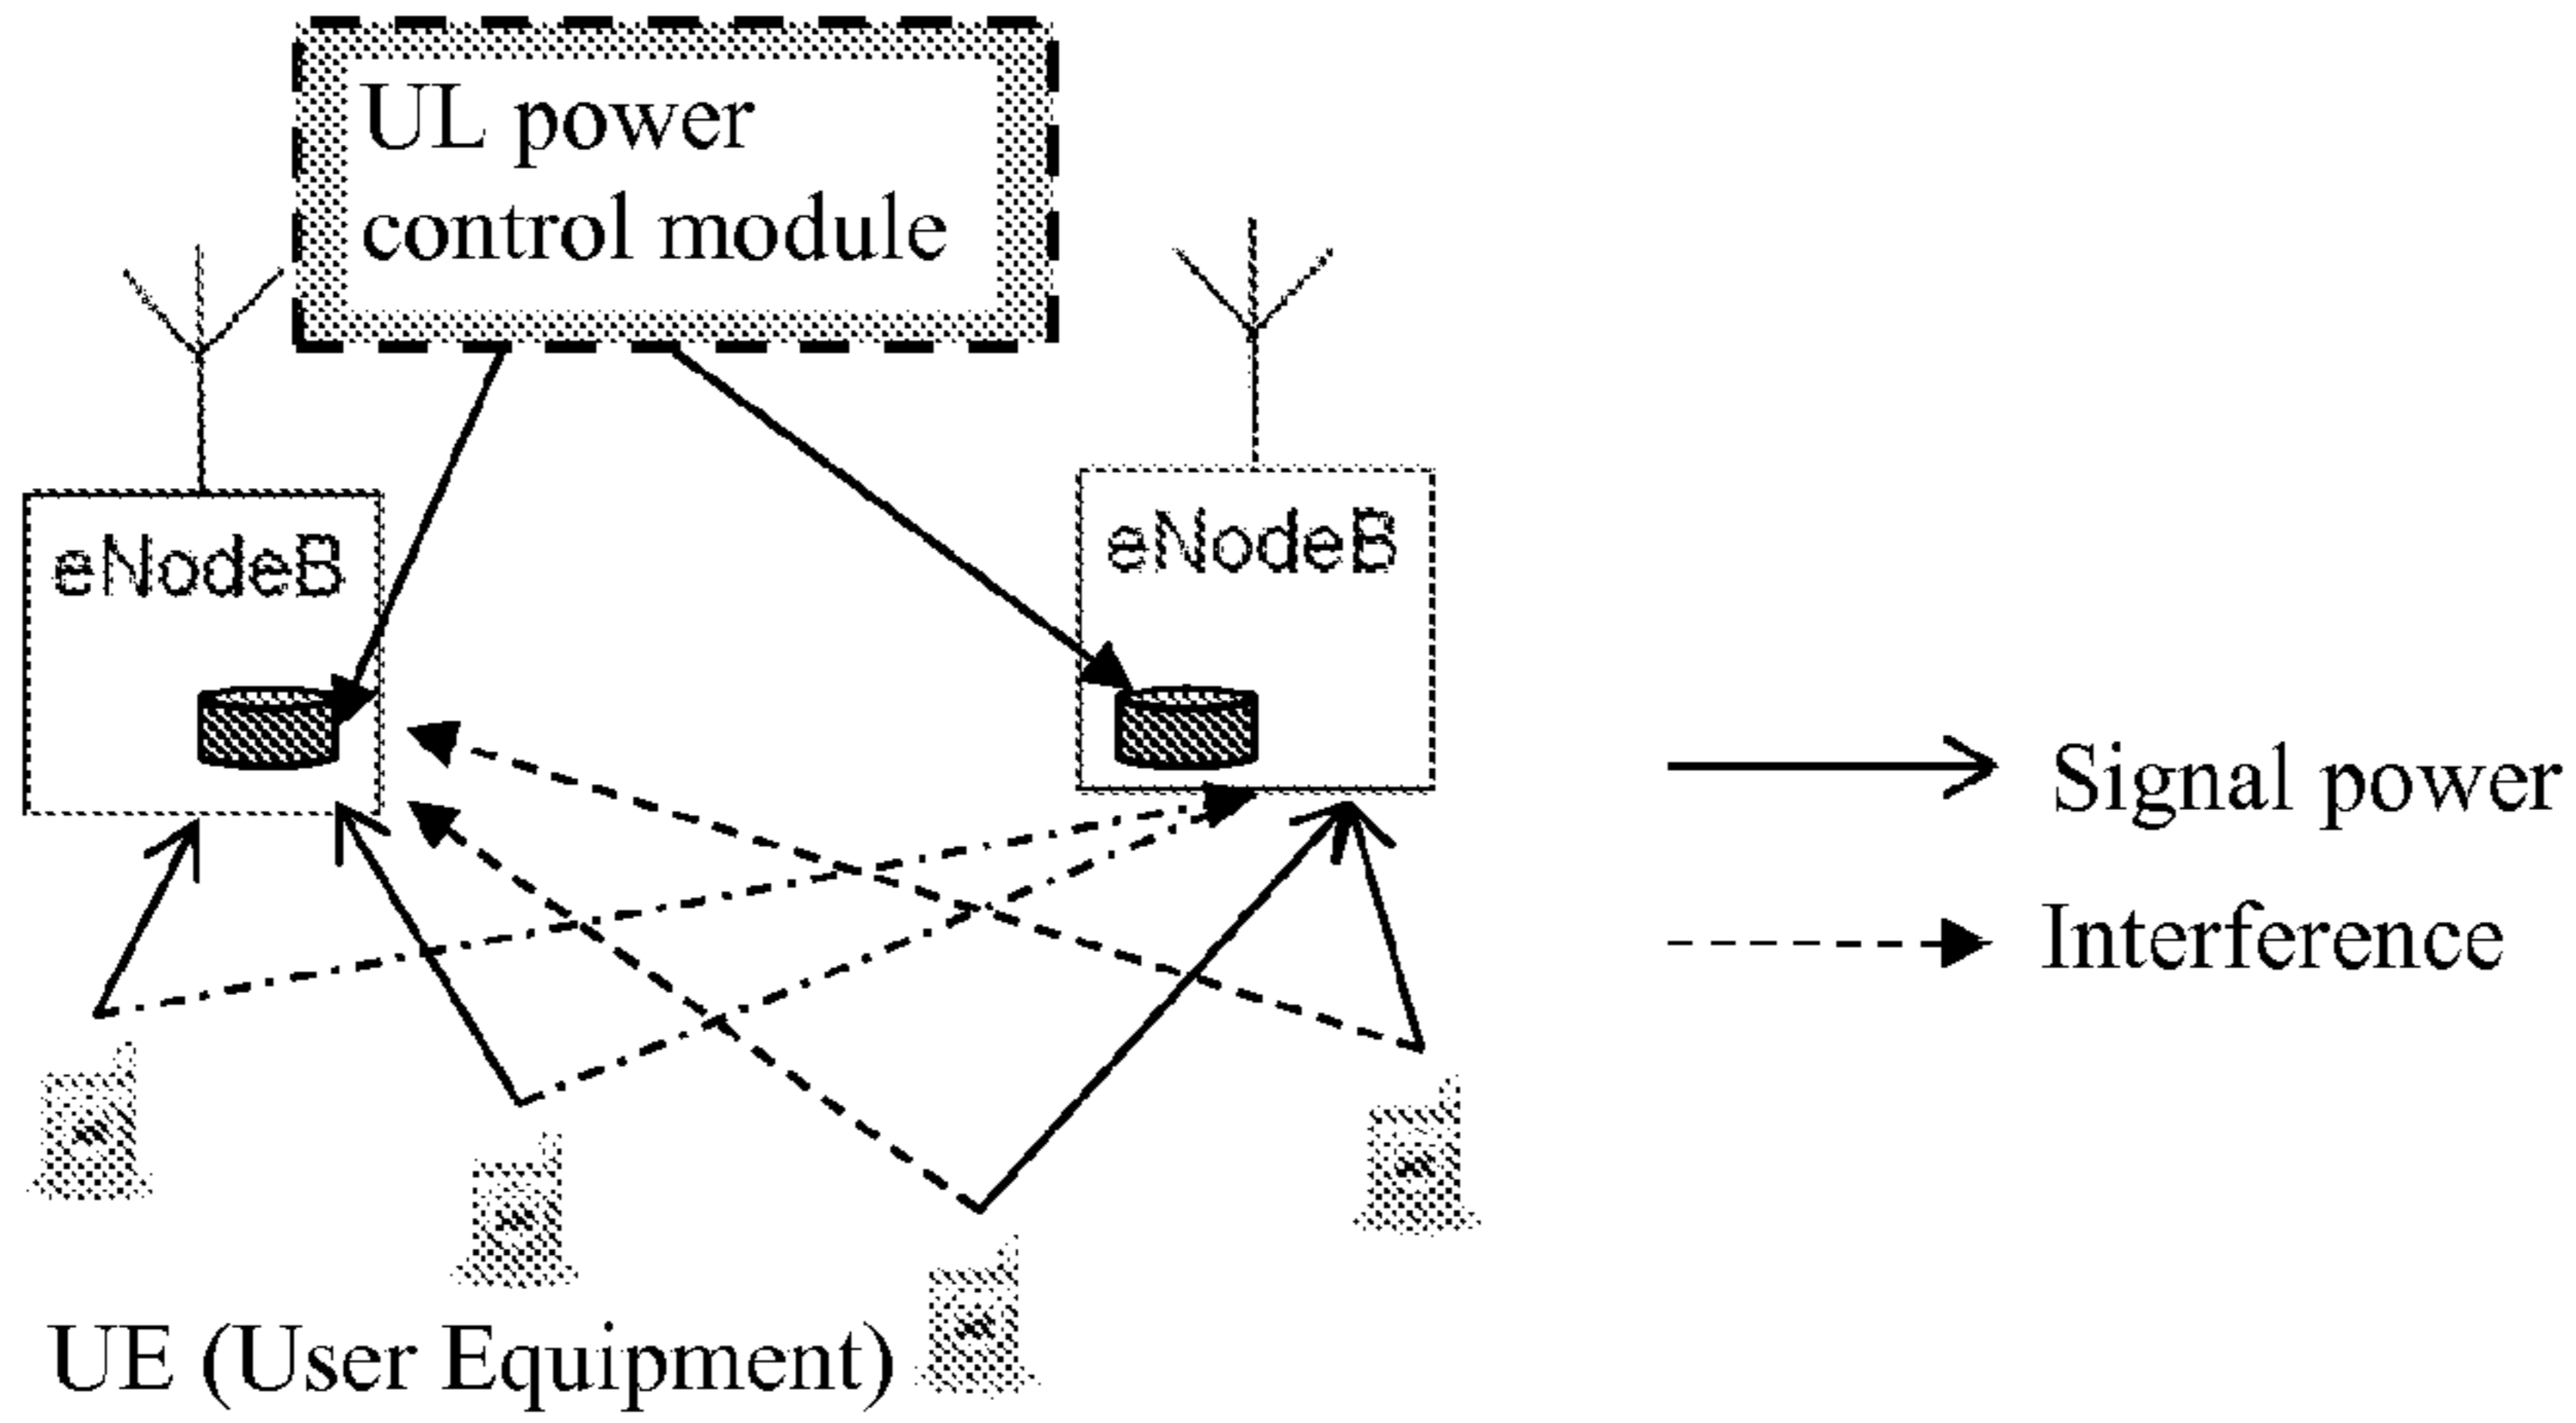 UL power
control module
eNodeB
eNodeB
Signal power
Interference
UE (User Equipment)